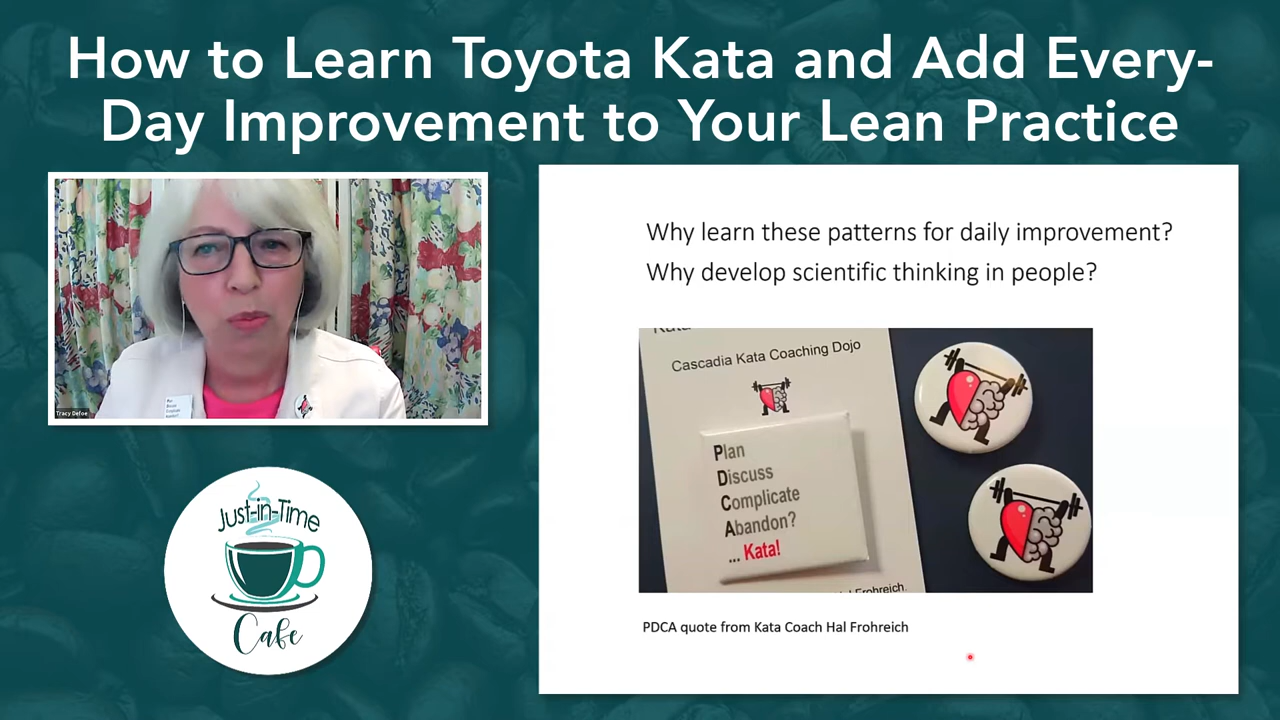 How to Learn Toyota Kata and Add Every-
Day Improvement to Your Lean Practice
Tracy Defoe
Just-in-Time
Cafe
Why learn these patterns for daily improvement?
Why develop scientific thinking in people?
Cascadia Kata Coaching Dojo
Plan
Discuss
Complicate
Abandon?
... Kata!
Frohreich.
PDCA quote from Kata Coach Hal Frohreich